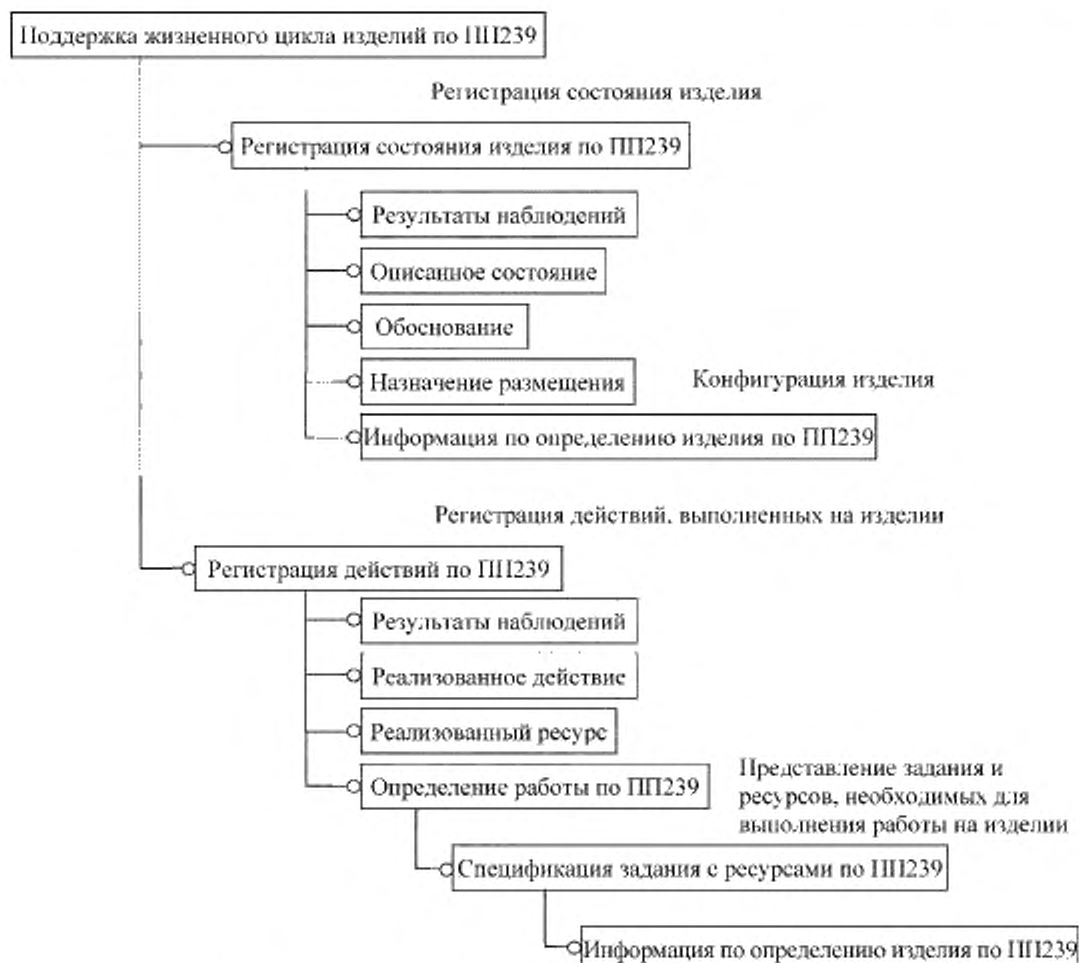 Поддержка жизненного цикла изделий по ПП239
Регистрация состояния изделия
Регистрация состояния изделия по ПП239
Результаты наблюдений
Описанное состояние
Обоснование
Назначение размещения
Конфигурация изделия
Информация по определению изделия по ПП239
Регистрация действий, выполненных на изделии
Регистрация действий по ПП239
Результаты наблюдений
Реализованное действие
Реализованный ресурс
Определение работы по ПП239
Представление задания и
ресурсов, необходимых для
выполнения работы на изделии
Спецификация задания с ресурсами по ПП239
Информация по определению изделия по ПП239